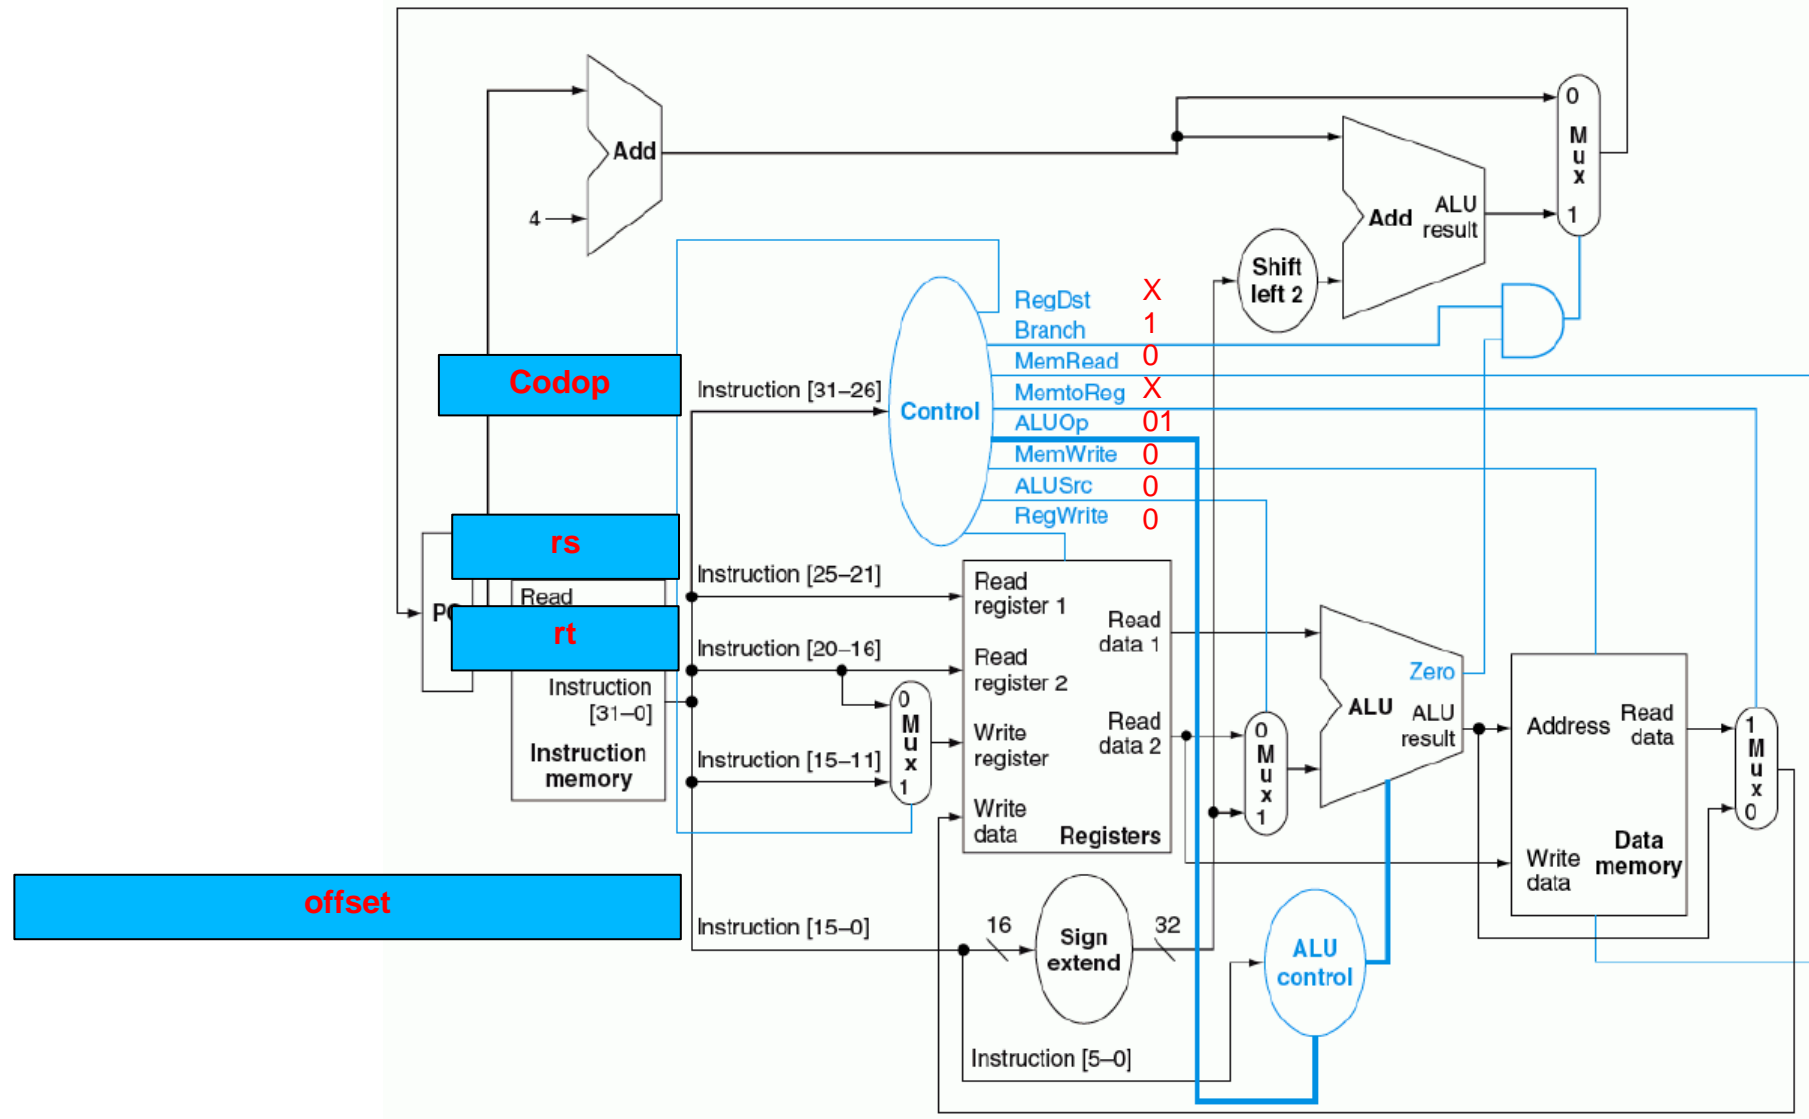 0
M
u
x
1
Add
4
Add
ALU
result
Shift
left 2
RegDst X
Branch 1
MemRead 0
MemtoReg X
ALUOp 01
MemWrite 0
ALUSrc 0
RegWrite 0
Control
Codop
Instruction [31–26]
rs
Instruction [25–21]
Read
rt
Instruction [20–16]
Instruction
[31–0]
Instruction
memory
Instruction [15–11]
0
M
u
x
1
Read
register 1
Read
register 2
Write
register
Write
data
Read
data 1
Read
data 2
Registers
0
M
u
x
1
Zero
ALU
ALU
result
Address
Read
data
Write
data
Data
memory
1
M
u
x
0
offset
Instruction [15–0]
16
Sign
extend
32
ALU
control
Instruction [5–0]